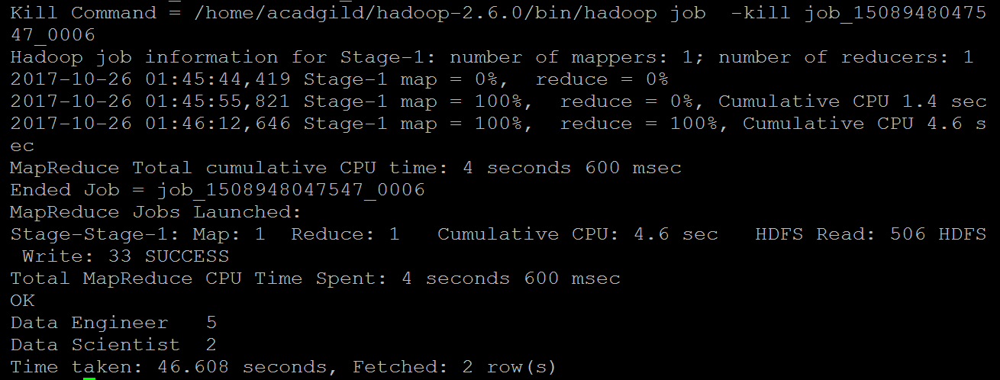 Kill Command = /home/acadgild/hadoop-2.6.0/bin/hadoop job  -kill job_15089480475
47_0006
Hadoop job information for Stage-1: number of mappers: 1; number of reducers: 1
2017-10-26 01:45:44,419 Stage-1 map = 0%,  reduce = 0%
2017-10-26 01:45:55,821 Stage-1 map = 100%,  reduce = 0%, Cumulative CPU 1.4 sec
2017-10-26 01:46:12,646 Stage-1 map = 100%,  reduce = 100%, Cumulative CPU 4.6 s
ec
MapReduce Total cumulative CPU time: 4 seconds 600 msec
Ended Job = job_1508948047547_0006
MapReduce Jobs Launched:
Stage-Stage-1: Map: 1  Reduce: 1   Cumulative CPU: 4.6 sec   HDFS Read: 506 HDFS
 Write: 33 SUCCESS
Total MapReduce CPU Time Spent: 4 seconds 600 msec
OK
Data Engineer   5
Data Scientist  2
Time taken: 46.608 seconds, Fetched: 2 row(s)